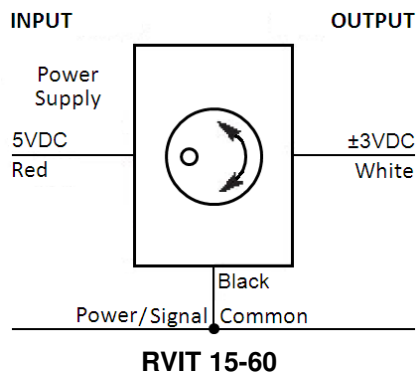 INPUT
OUTPUT
Power
Supply
5VDC
±3VDC
Red
White
Black
Power/Signal Common
RVIT 15-60